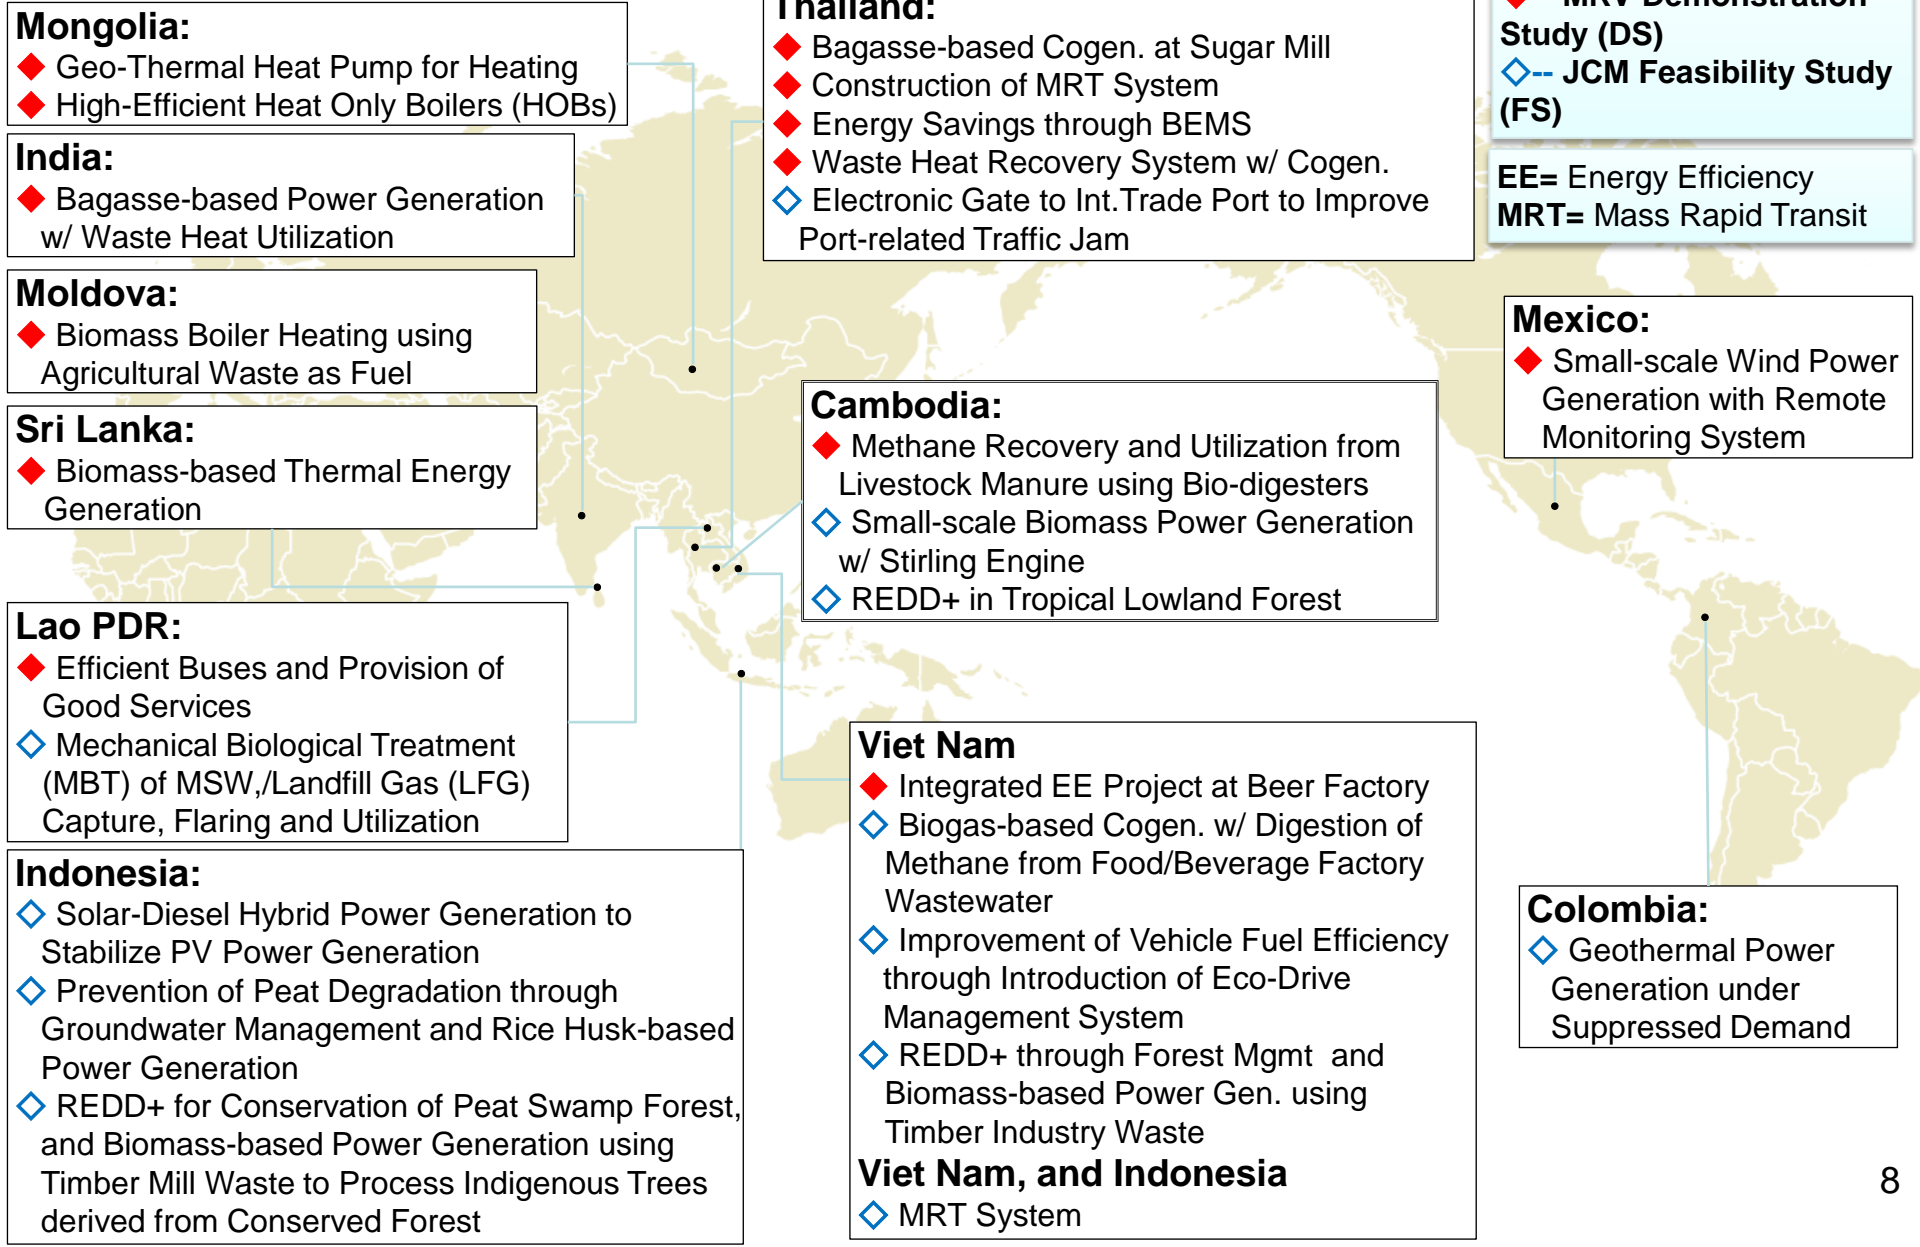 Mongolia:
Geo-Thermal Heat Pump for Heating
High-Efficient Heat Only Boilers (HOBs)
India:
Bagasse-based Power Generation
w/ Waste Heat Utilization
Moldova:
Biomass Boiler Heating using
Agricultural Waste as Fuel
Sri Lanka:
Biomass-based Thermal Energy
Generation
Lao PDR:
Efficient Buses and Provision of
Good Services
Mechanical Biological Treatment
(MBT) of MSW,/Landfill Gas (LFG)
Capture, Flaring and Utilization
Indonesia:
Solar-Diesel Hybrid Power Generation to
Stabilize PV Power Generation
Prevention of Peat Degradation through
Groundwater Management and Rice Husk-based
Power Generation
REDD+ for Conservation of Peat Swamp Forest,
and Biomass-based Power Generation using
Timber Mill Waste to Process Indigenous Trees
derived from Conserved Forest
Thailand:
Bagasse-based Cogen. at Sugar Mill
Construction of MRT System
Energy Savings through BEMS
Waste Heat Recovery System w/ Cogen.
Electronic Gate to Int.Trade Port to Improve
Port-related Traffic Jam
Cambodia:
Methane Recovery and Utilization from
Livestock Manure using Bio-digesters
Small-scale Biomass Power Generation
w/ Stirling Engine
REDD+ in Tropical Lowland Forest
Viet Nam
Integrated EE Project at Beer Factory
Biogas-based Cogen. w/ Digestion of
Methane from Food/Beverage Factory
Wastewater
Improvement of Vehicle Fuel Efficiency
through Introduction of Eco-Drive
Management System
REDD+ through Forest Mgmt and
Biomass-based Power Gen. using
Timber Industry Waste
Viet Nam, and Indonesia
MRT System
MRV Demonstration
Study (DS)
-- JCM Feasibility Study
(FS)
EE= Energy Efficiency
MRT= Mass Rapid Transit
Mexico:
Small-scale Wind Power
Generation with Remote
Monitoring System
Colombia:
Geothermal Power
Generation under
Suppressed Demand
8